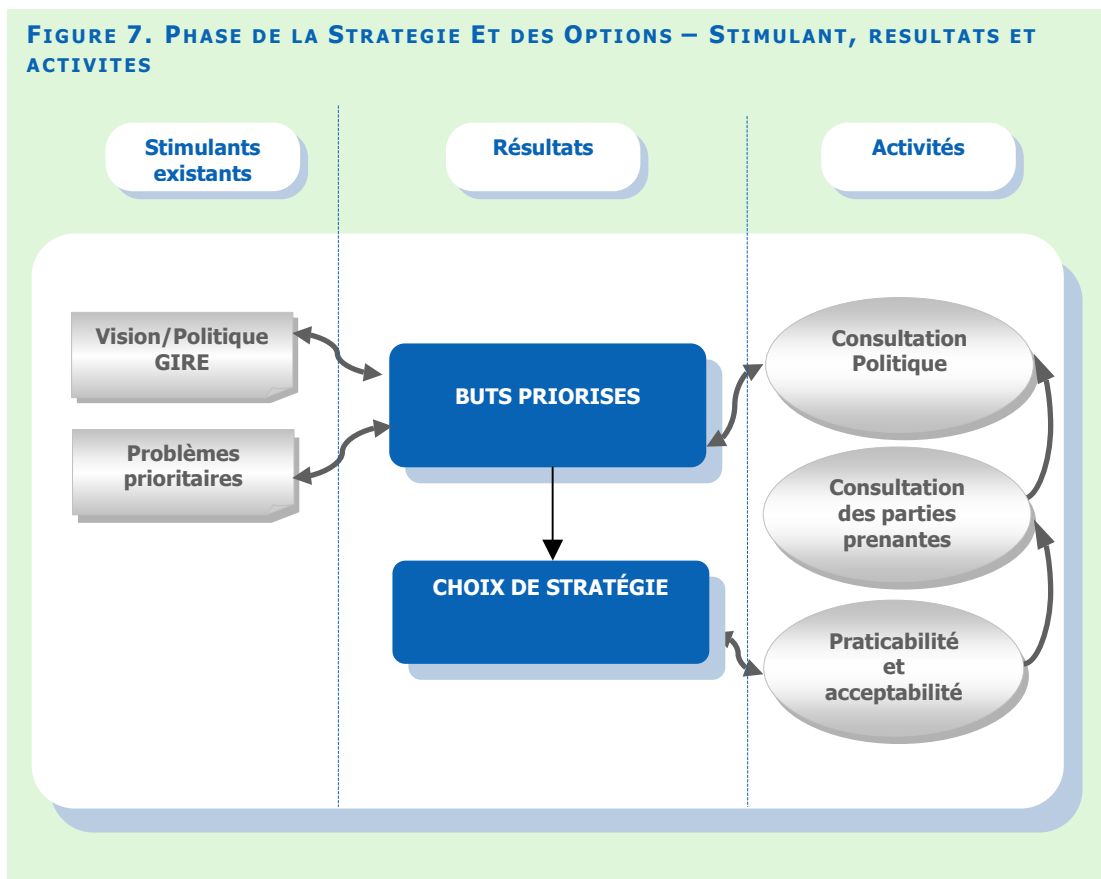 FIGURE 7. PHASE DE LA STRATEGIE ET DES OPTIONS – STIMULANT, RESULTATS ET
ACTIVITES
Stimulants
existants
Résultats
Activités
Vision/Politique
GIRE
Problèmes
prioritaires
BUTS PRIORISES
CHOIX DE STRATÉGIE
Consultation
Politique
Consultation
des parties
prenantes
Praticabilité
et
acceptabilité